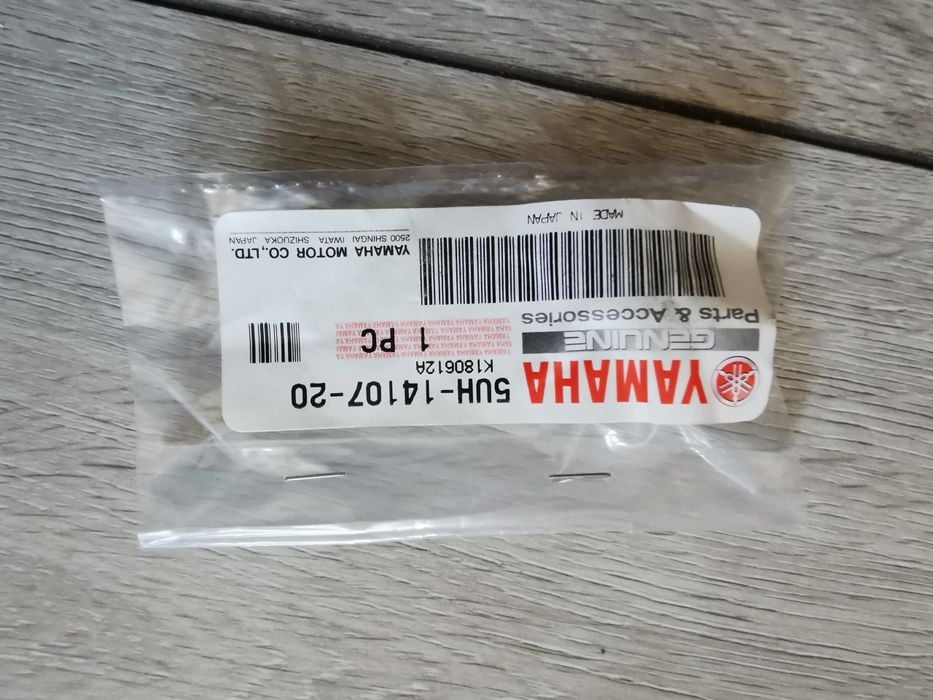 YAMAHA
GENUINE
Parts & Accessories
MADE IN JAPAN
5UH-14107-20
K180612A
1 PC
YAMAHA MOTOR CO.,LTD.
2500 SHINGAI IWATA SHIZUOKA JAPAN